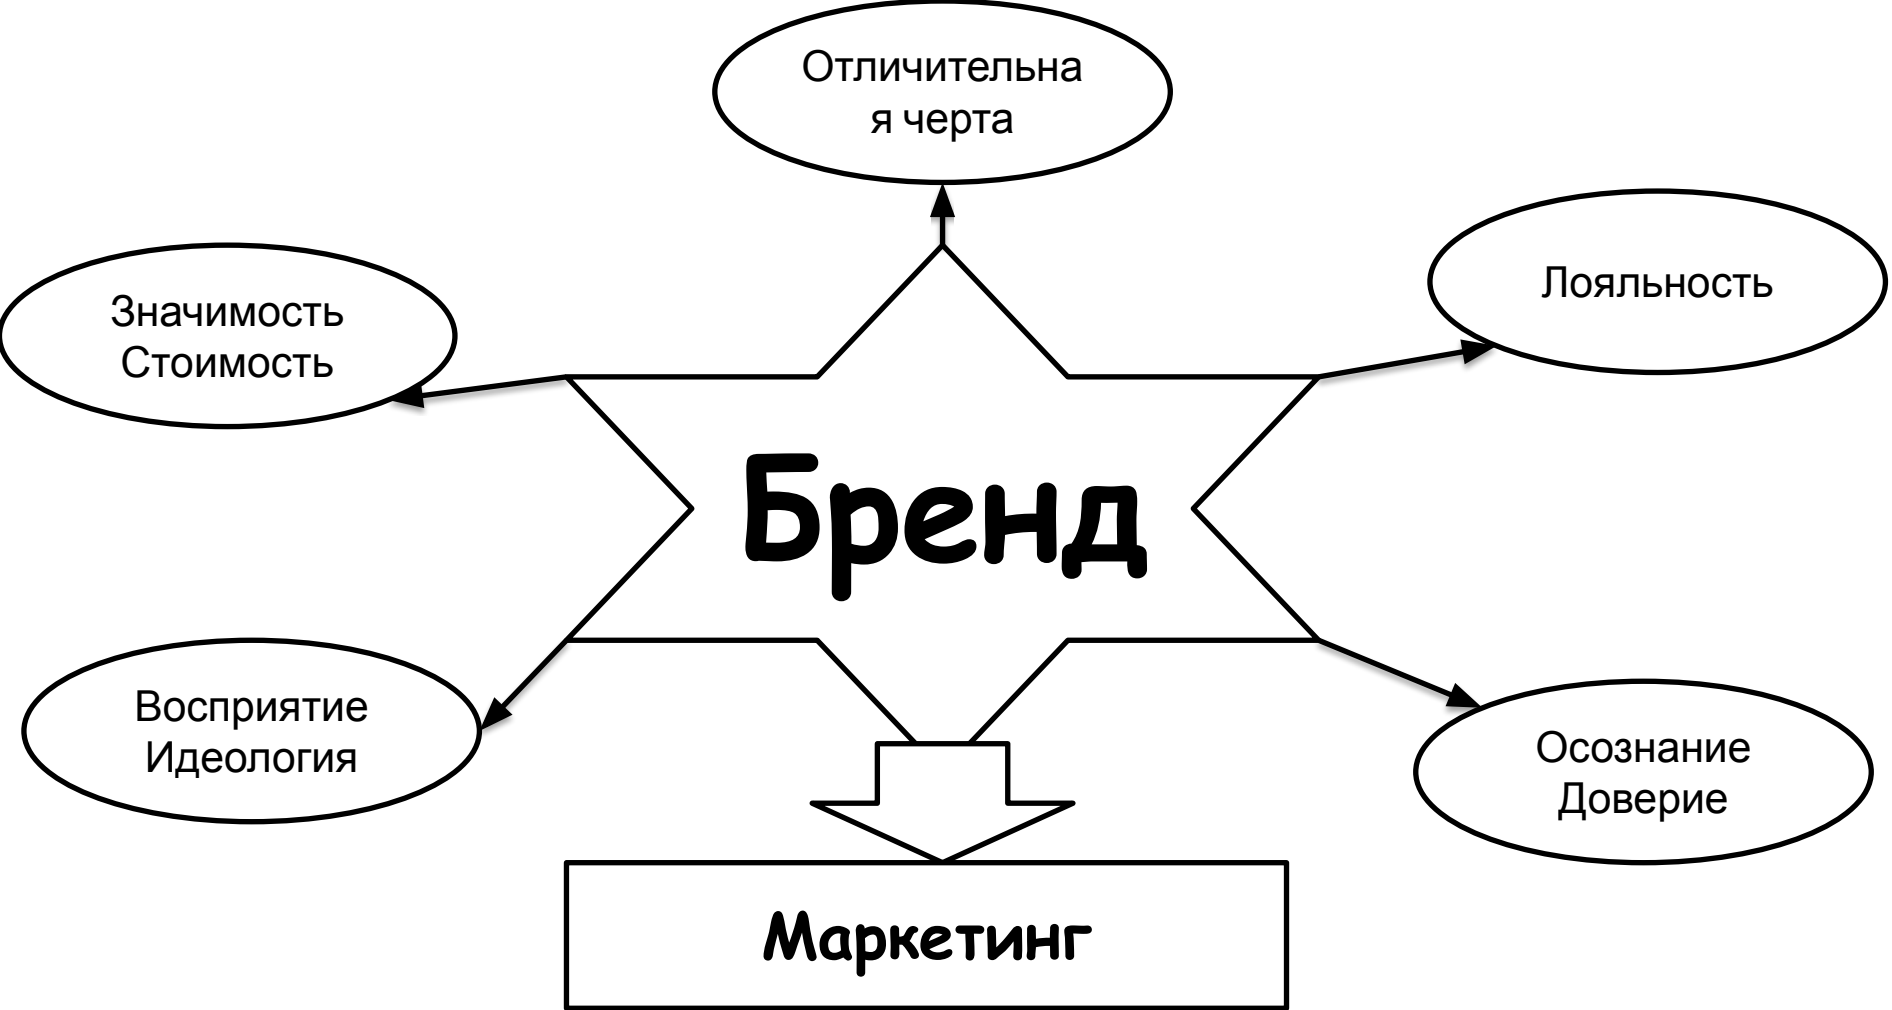 Отличительна
я черта
Лояльность
Значимость
Стоимость
Бренд
Восприятие
Идеология
Осознание
Доверие
Маркетинг